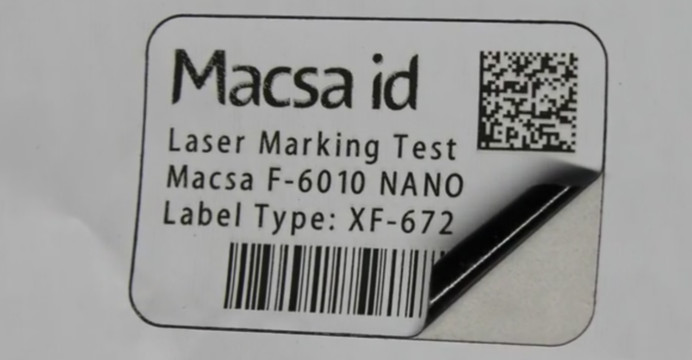 Macsa id
Laser Marking Test
Macsa F-6010 NANO
Label Type: XF-672